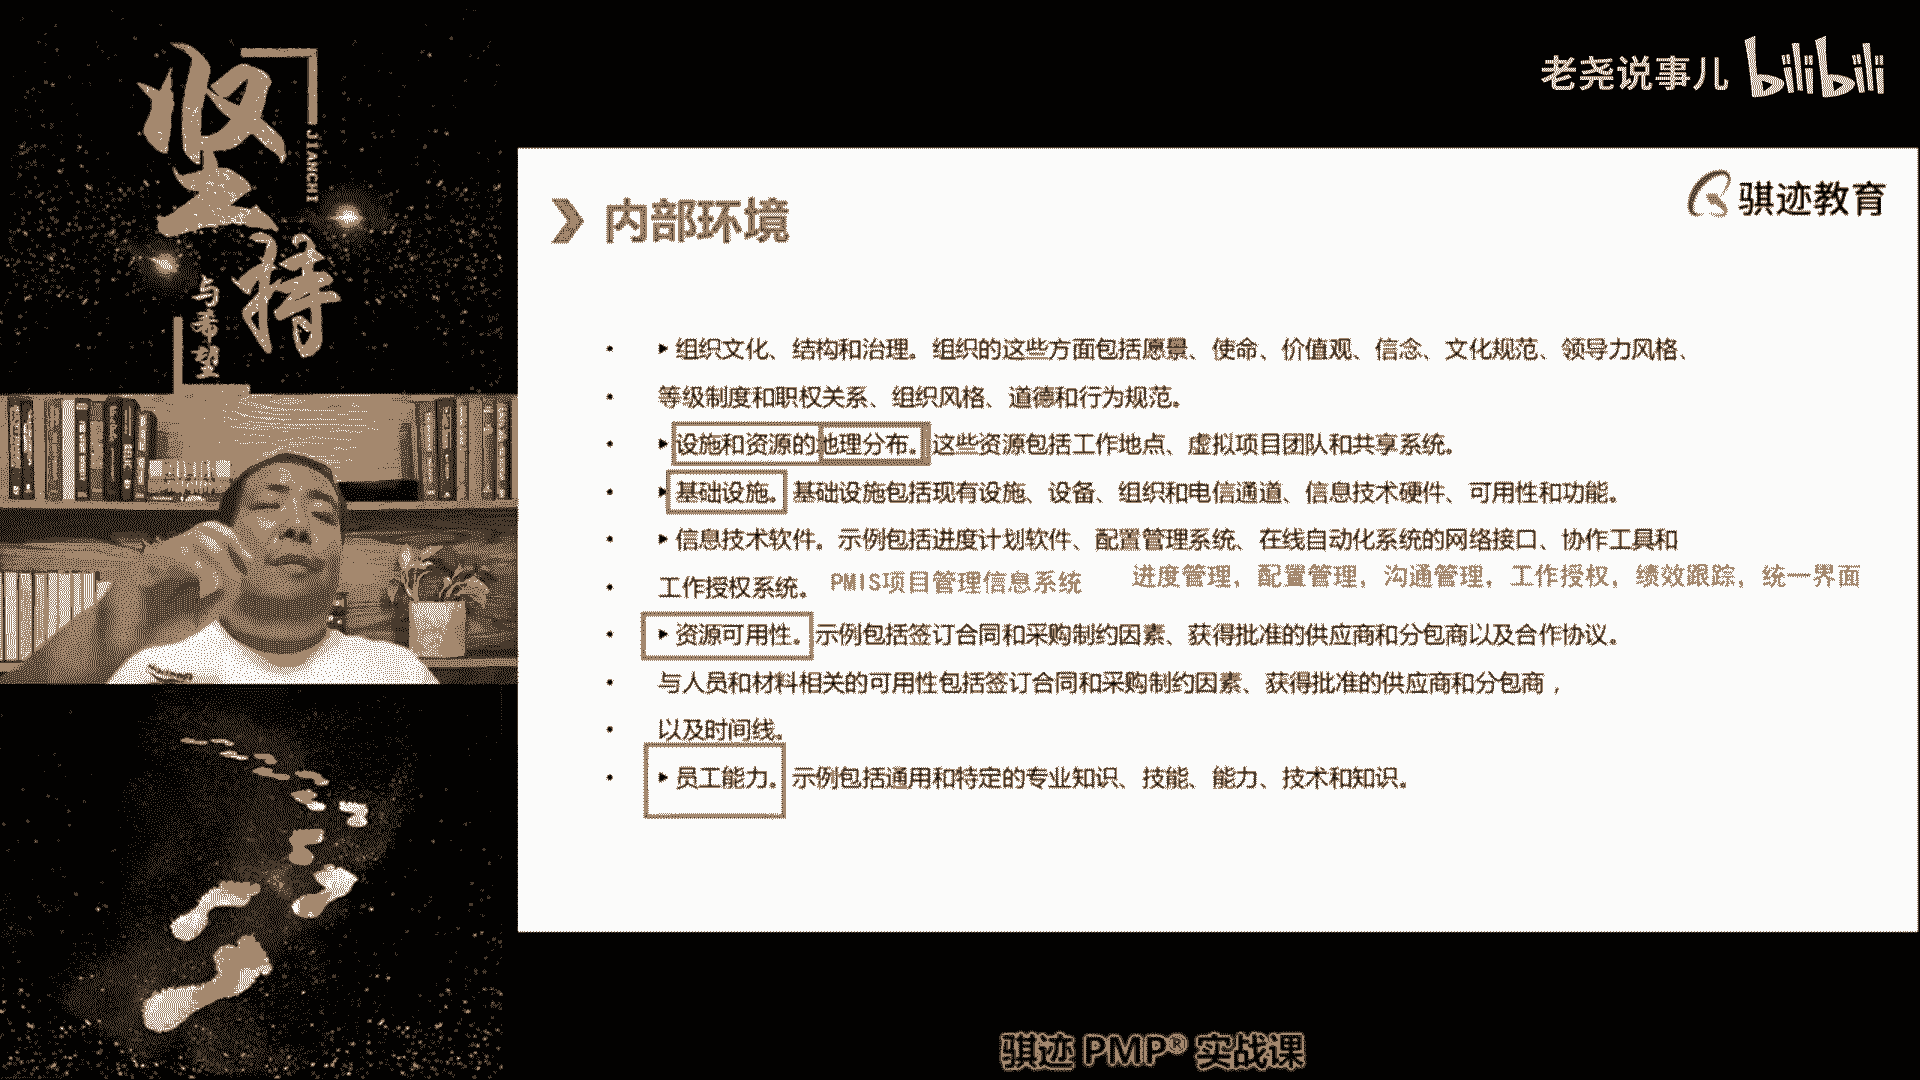 坚持
JIANCHI
与希望
老尧说事儿 bilibili
骐迹教育
内部环境
• ▸ 组织文化、结构和治理。组织的这些方面包括愿景、使命、价值观、信念、文化规范、领导力风格、
• 等级制度和职权关系、组织风格、道德和行为规范。
• ▸ 设施和资源的地理分布。这些资源包括工作地点、虚拟项目团队和共享系统。
• ▸ 基础设施。基础设施包括现有设施、设备、组织和电信通道、信息技术硬件、可用性和功能。
• ▸ 信息技术软件。示例包括进度计划软件、配置管理系统、在线自动化系统的网络接口、协作工具和
• 工作授权系统。 PMIS项目管理信息系统 进度管理，配置管理，沟通管理，工作授权，绩效跟踪，统一界面
• ▸ 资源可用性。示例包括签订合同和采购制约因素、获得批准的供应商和分包商以及合作协议。
• 与人员和材料相关的可用性包括签订合同和采购制约因素、获得批准的供应商和分包商，
• 以及时间线。
• ▸ 员工能力。示例包括通用和特定的专业知识、技能、能力、技术和知识。
骐迹 PMP® 实战课